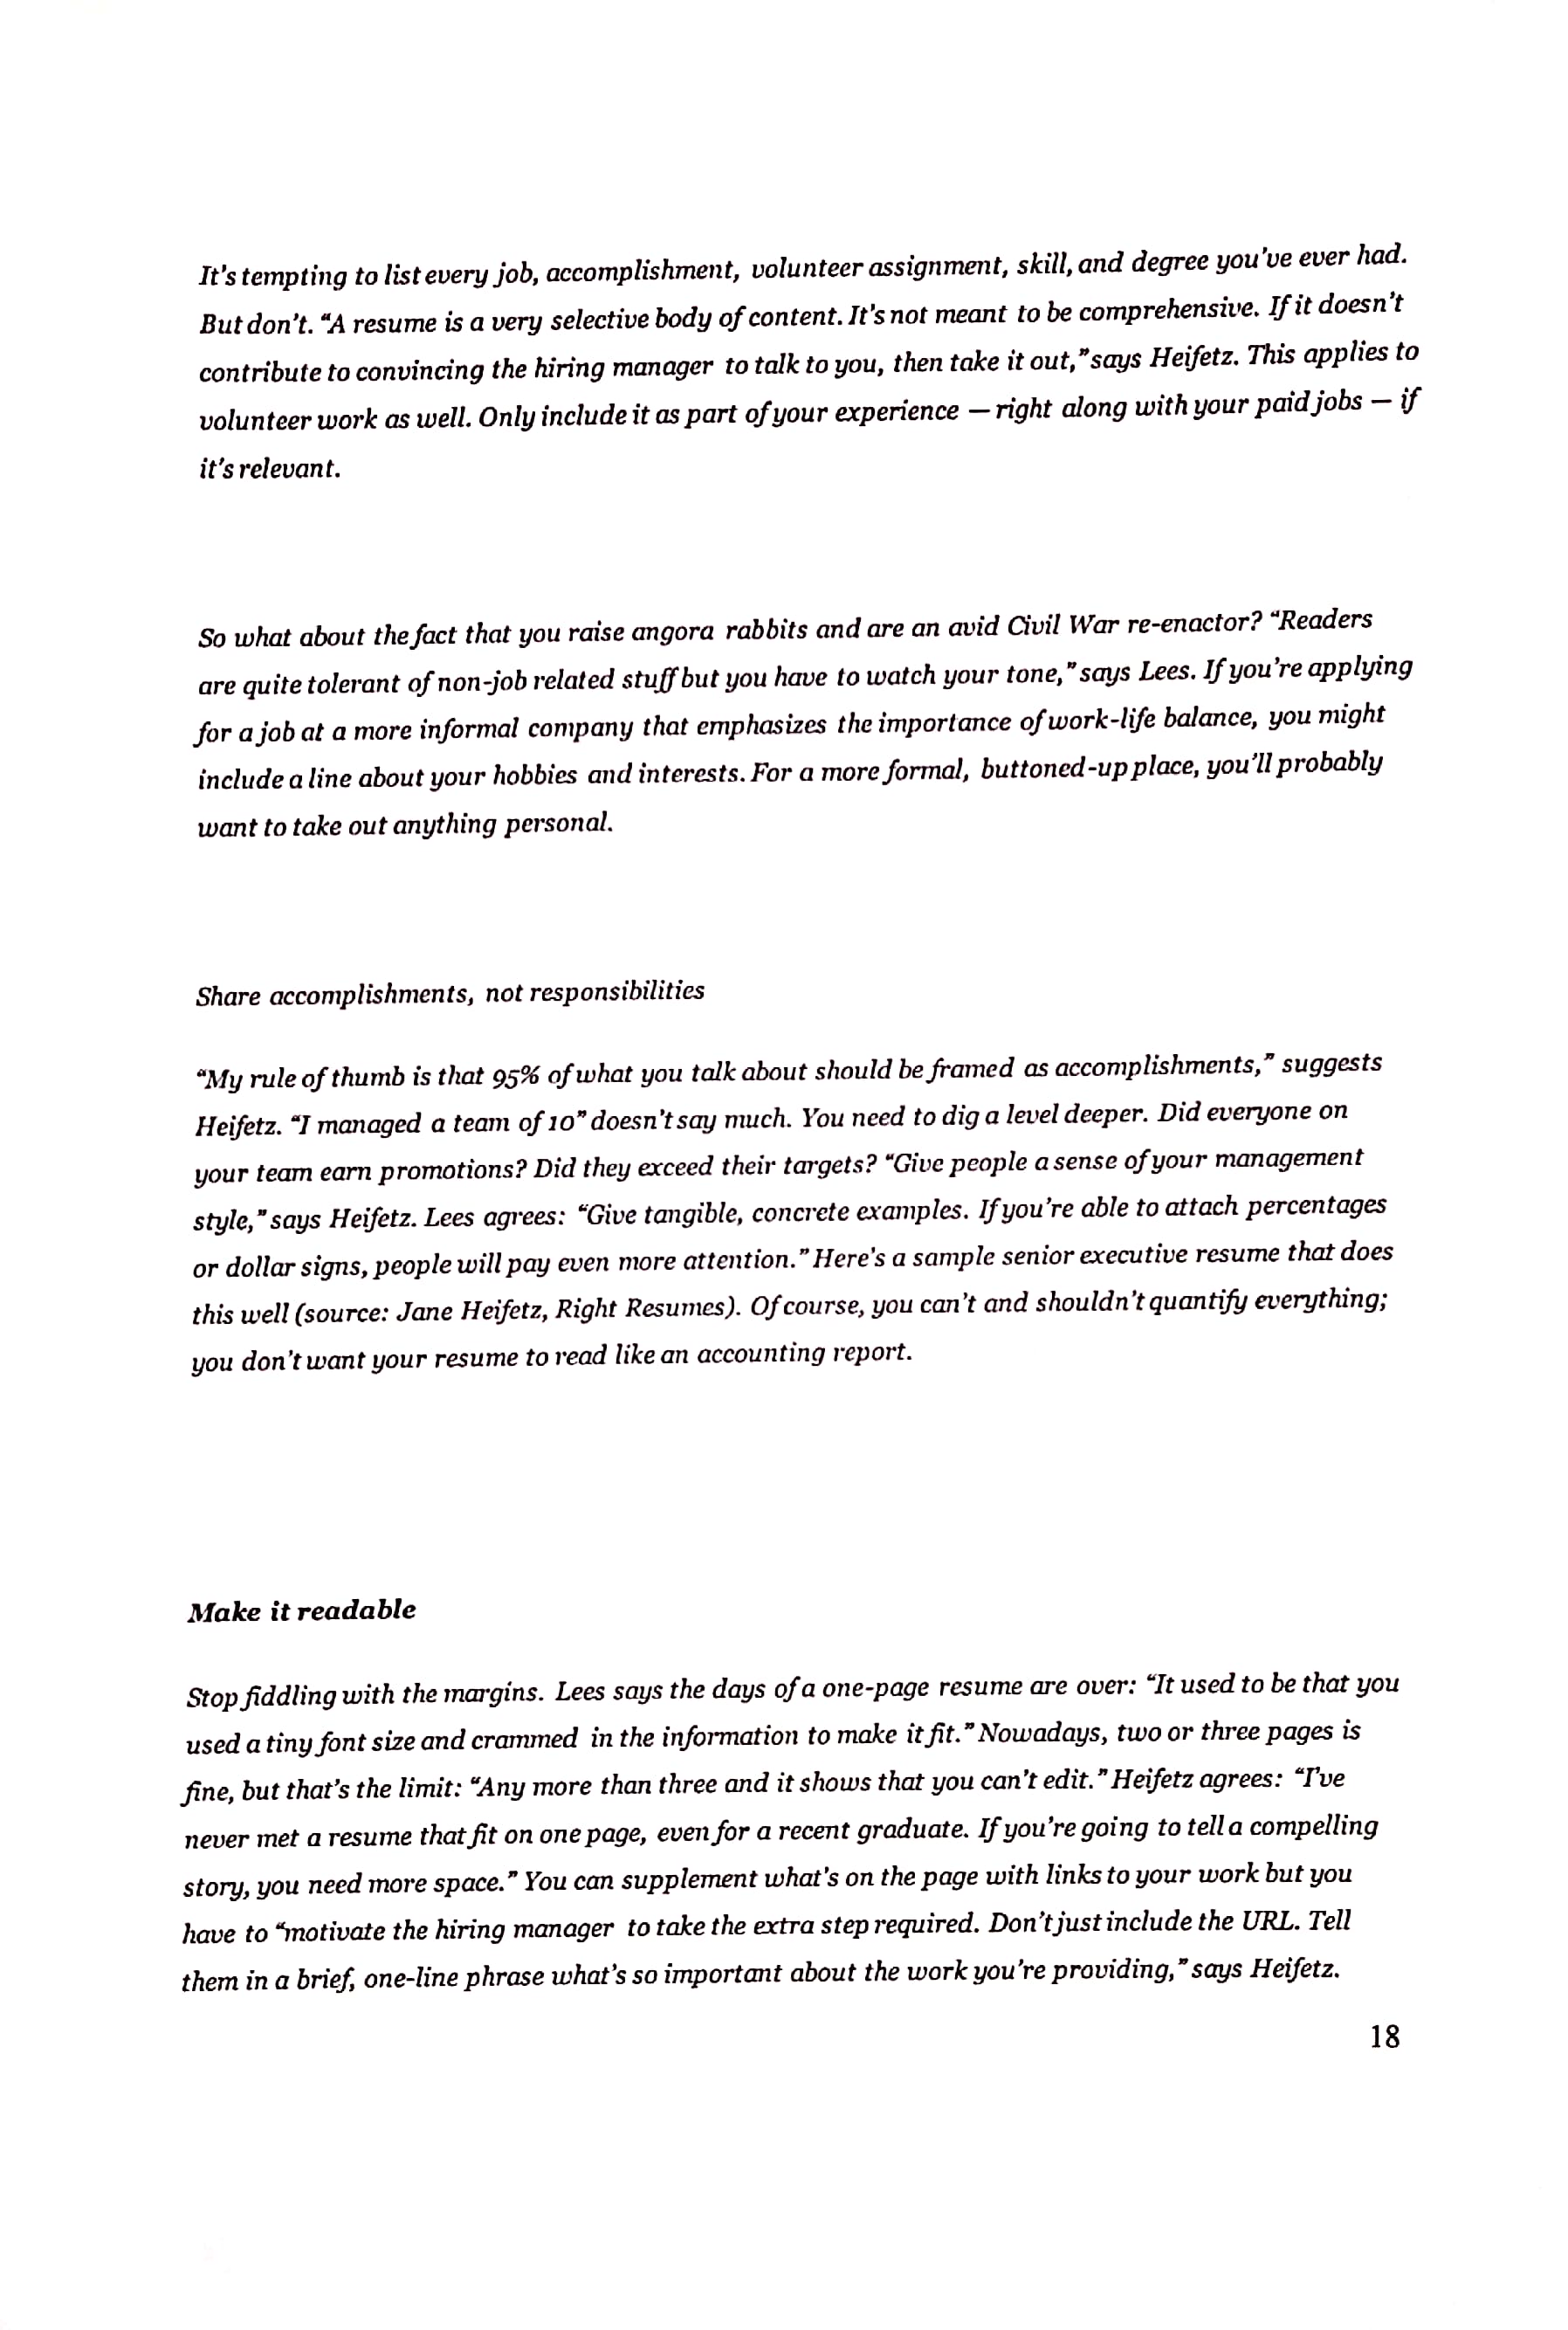 It's tempting to list every job, accomplishment, volunteer assignment, skill, and degree you've ever had.
But don't. “A resume is a very selective body of content. It's not meant to be comprehensive. If it doesn't
contribute to convincing the hiring manager to talk to you, then take it out,” says Heifetz. This applies to
volunteer work as well. Only include it as part of your experience — right along with your paid jobs — if
it's relevant.
So what about the fact that you raise angora rabbits and are an avid Civil War re-enactor? “Readers
are quite tolerant of non-job related stuff but you have to watch your tone,” says Lees. If you're applying
for a job at a more informal company that emphasizes the importance of work-life balance, you might
include a line about your hobbies and interests. For a more formal, buttoned-up place, you'll probably
want to take out anything personal.
Share accomplishments, not responsibilities
“My rule of thumb is that 95% of what you talk about should be framed as accomplishments,” suggests
Heifetz. “I managed a team of 10” doesn't say much. You need to dig a level deeper. Did everyone on
your team earn promotions? Did they exceed their targets? “Give people a sense of your management
style,” says Heifetz. Lees agrees: “Give tangible, concrete examples. If you're able to attach percentages
or dollar signs, people will pay even more attention.” Here's a sample senior executive resume that does
this well (source: Jane Heifetz, Right Resumes). Of course, you can't and shouldn't quantify everything;
you don't want your resume to read like an accounting report.
Make it readable
Stop fiddling with the margins. Lees says the days of a one-page resume are over: “It used to be that you
used a tiny font size and crammed in the information to make it fit.” Nowadays, two or three pages is
fine, but that's the limit: “Any more than three and it shows that you can't edit.” Heifetz agrees: “I've
never met a resume that fit on one page, even for a recent graduate. If you're going to tell a compelling
story, you need more space.” You can supplement what's on the page with links to your work but you
have to “motivate the hiring manager to take the extra step required. Don't just include the URL. Tell
them in a brief, one-line phrase what's so important about the work you're providing,” says Heifetz.
18